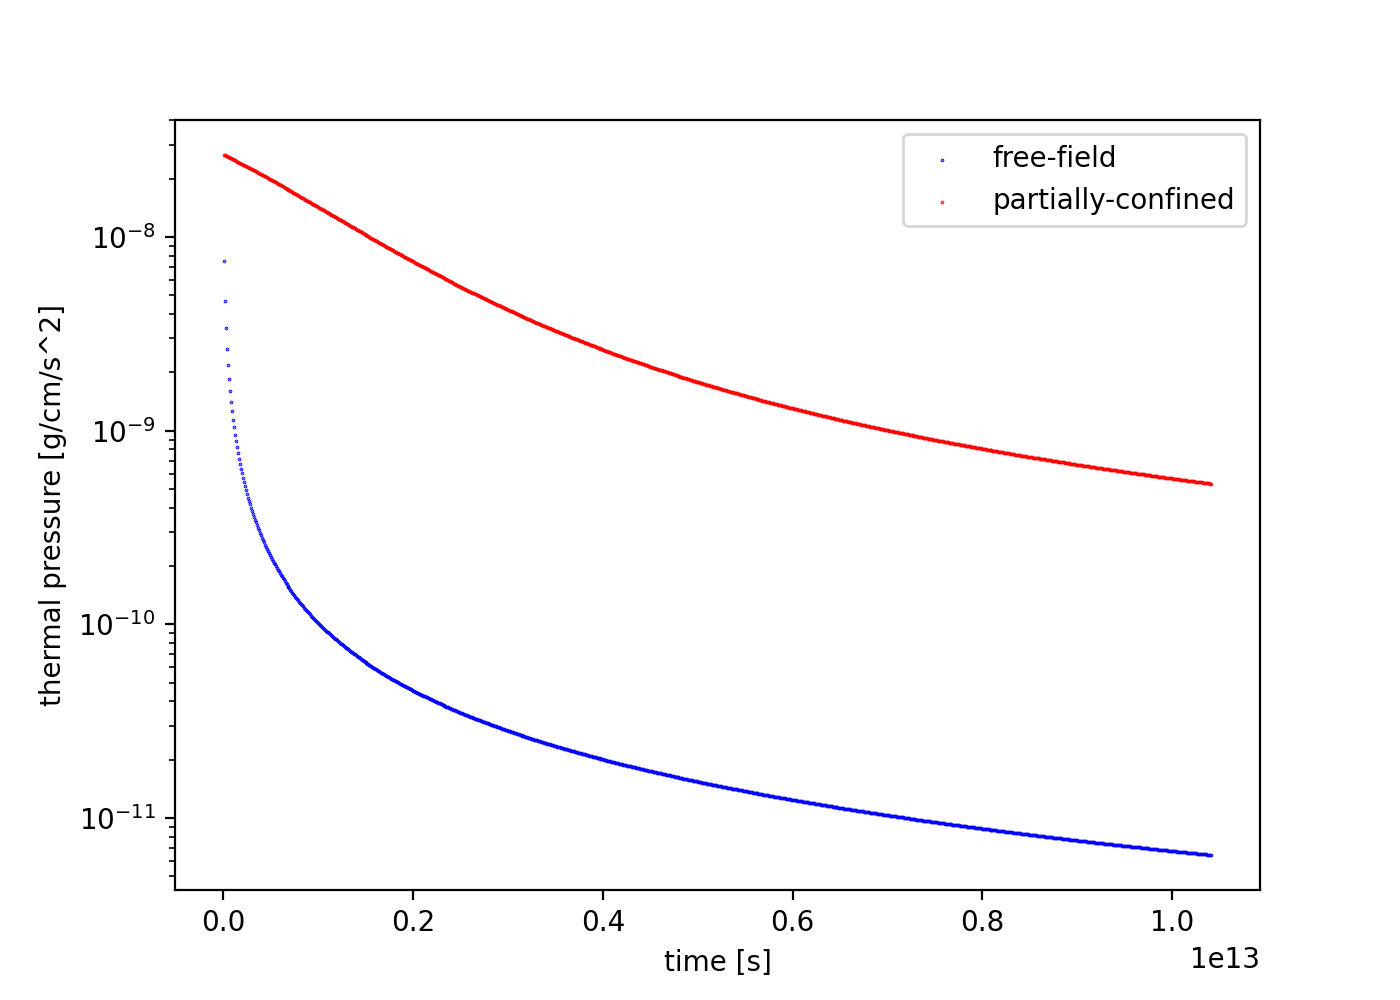 free-field
partially-confined
thermal pressure [g/cm/s^2]
10⁻⁸
10⁻⁹
10⁻¹⁰
10⁻¹¹
0.0 0.2 0.4 0.6 0.8 1.0
time [s]
1e13